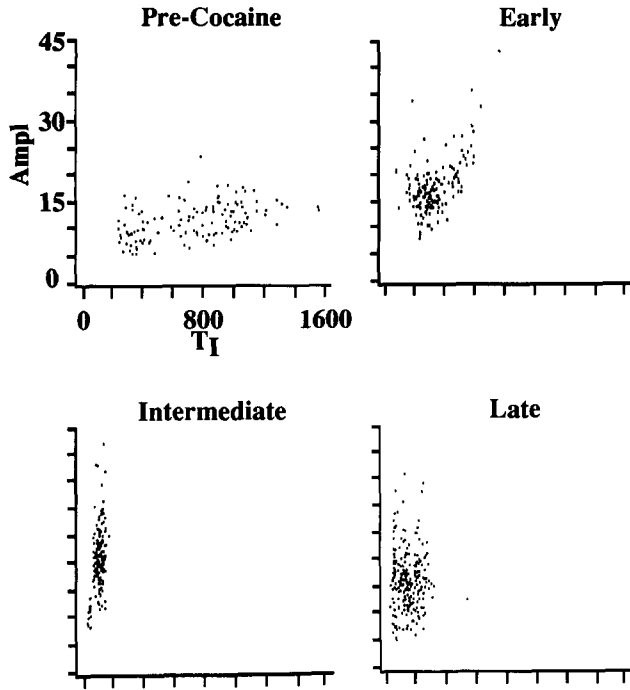 Pre-Cocaine
Early
45
30
15
0
Ampl
0 800 1600
TI
Intermediate
Late